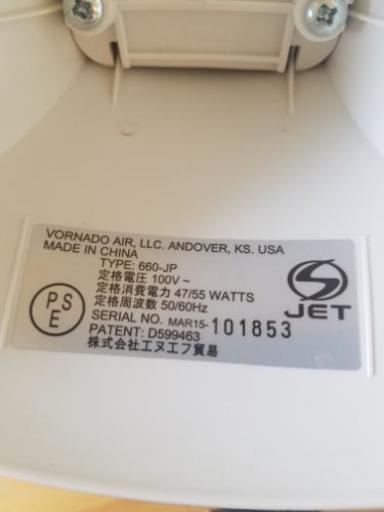 VORNADO AIR, LLC. ANDOVER, KS. USA
MADE IN CHINA
TYPE: 660-JP
定格電圧 100V ~
定格消費電力 47/55 WATTS
定格周波数 50/60Hz
SERIAL NO. MAR15-101853
PATENT: D599463
株式会社エヌエフ貿易
PSE
JET